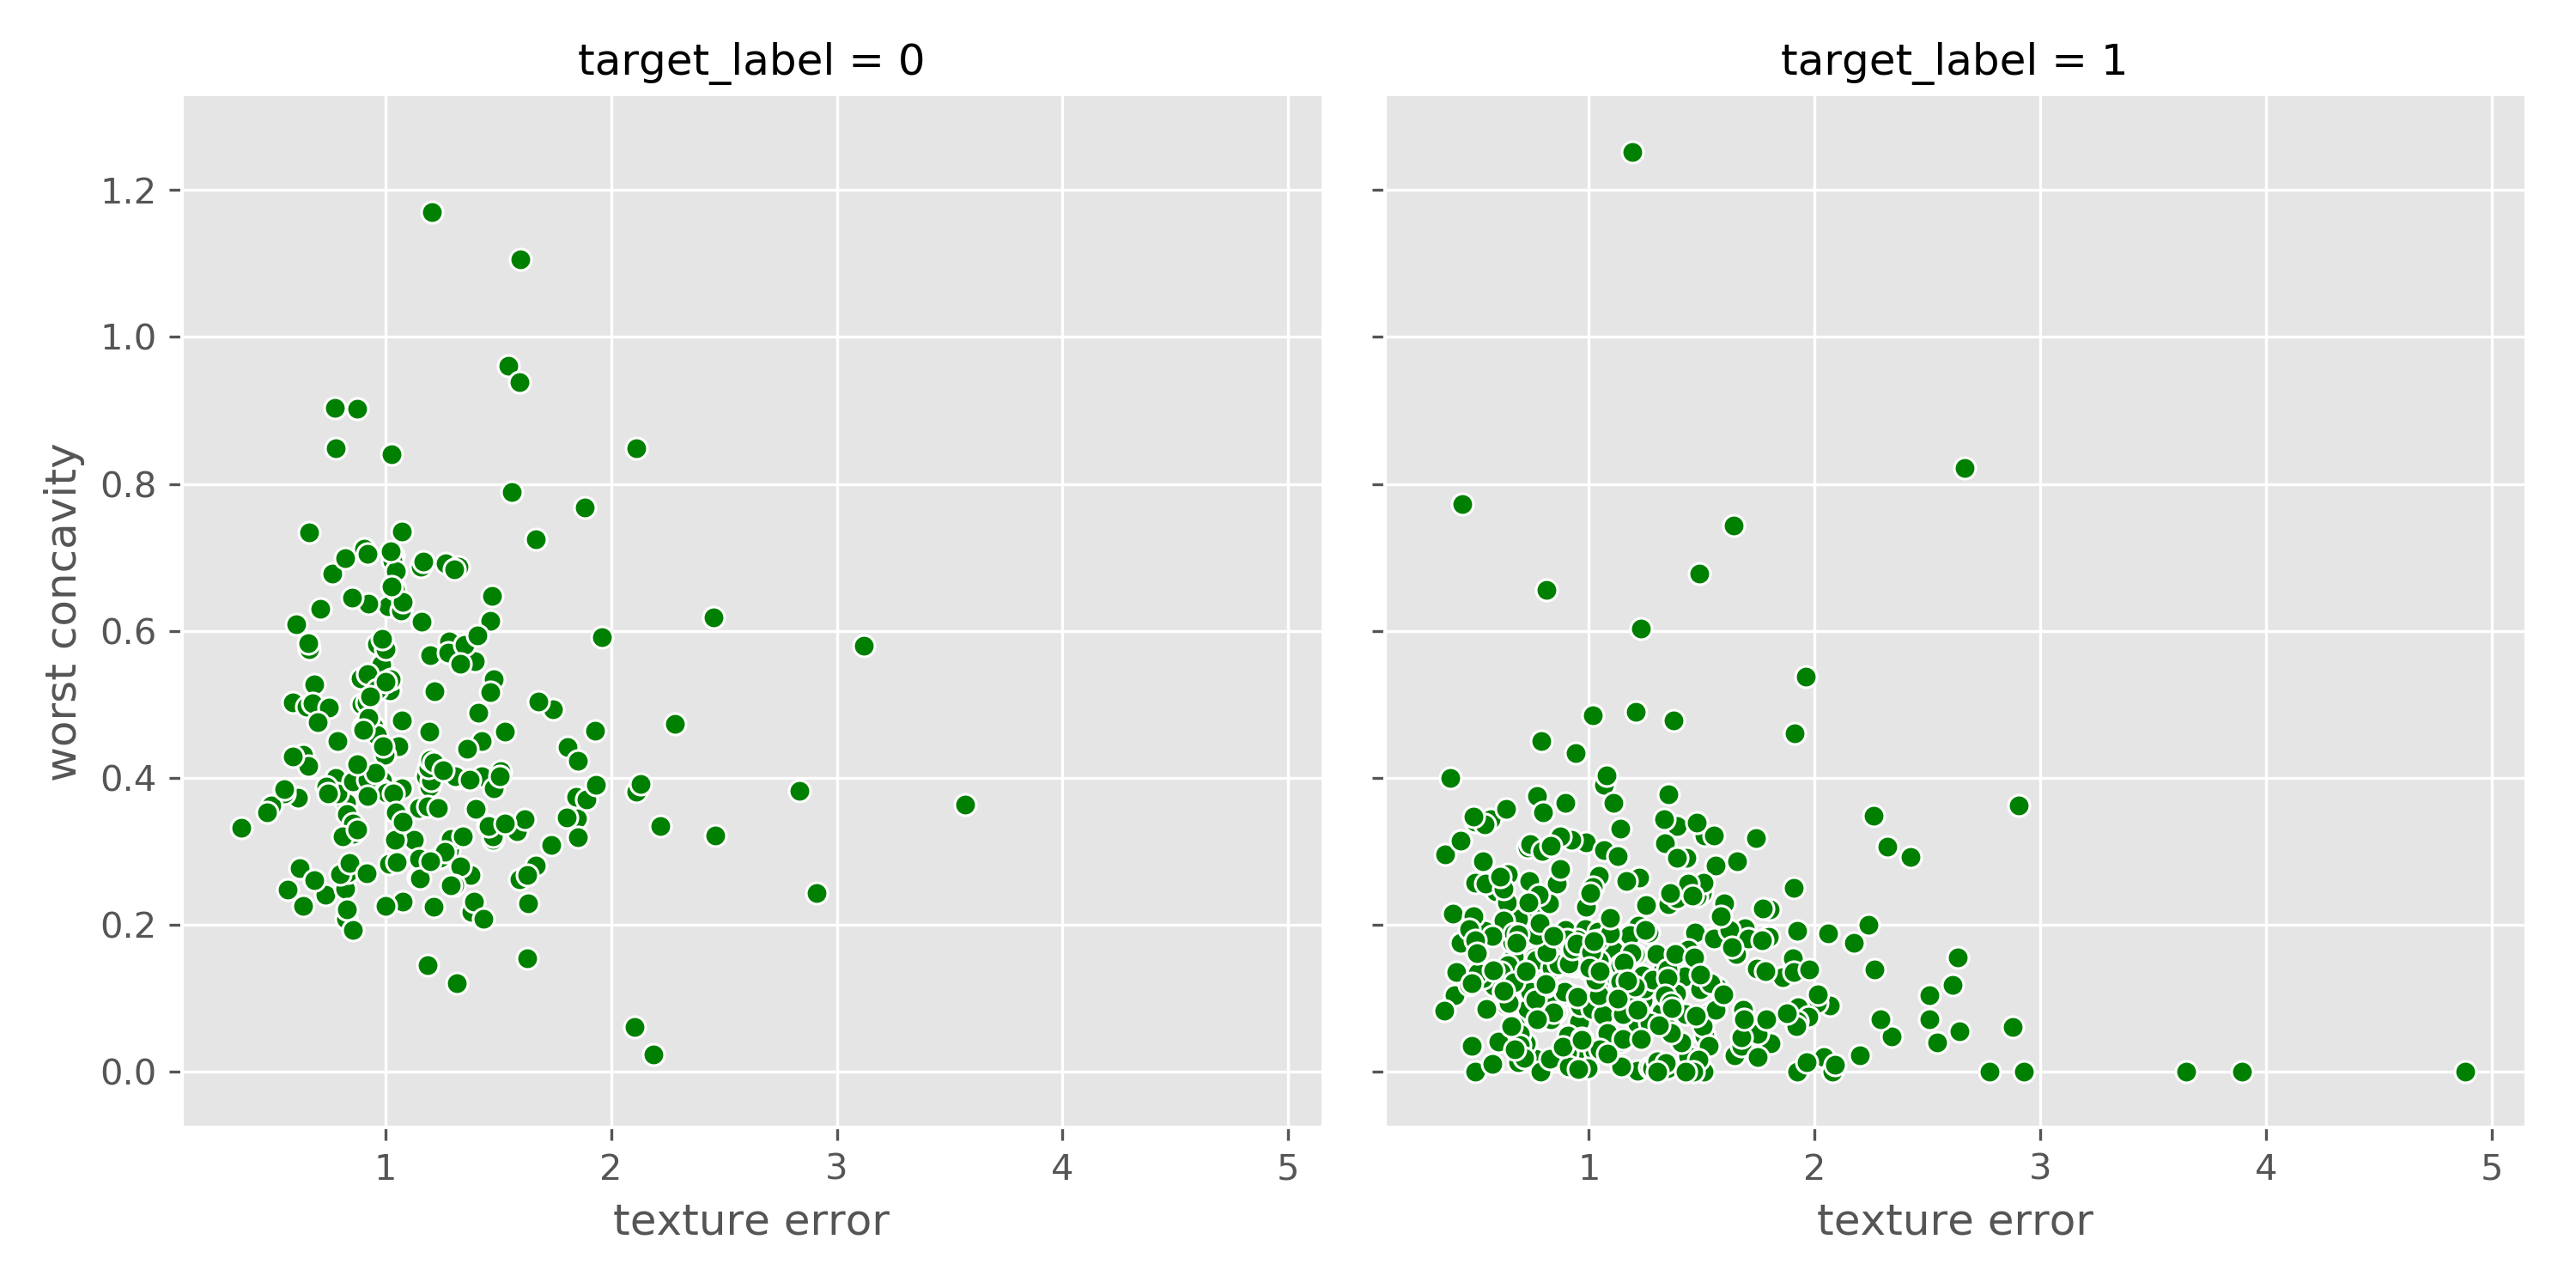 target_label = 0
target_label = 1
1.2
1.0
0.8
0.6
0.4
0.2
0.0
worst concavity
1 2 3 4 5
1 2 3 4 5
texture error
texture error